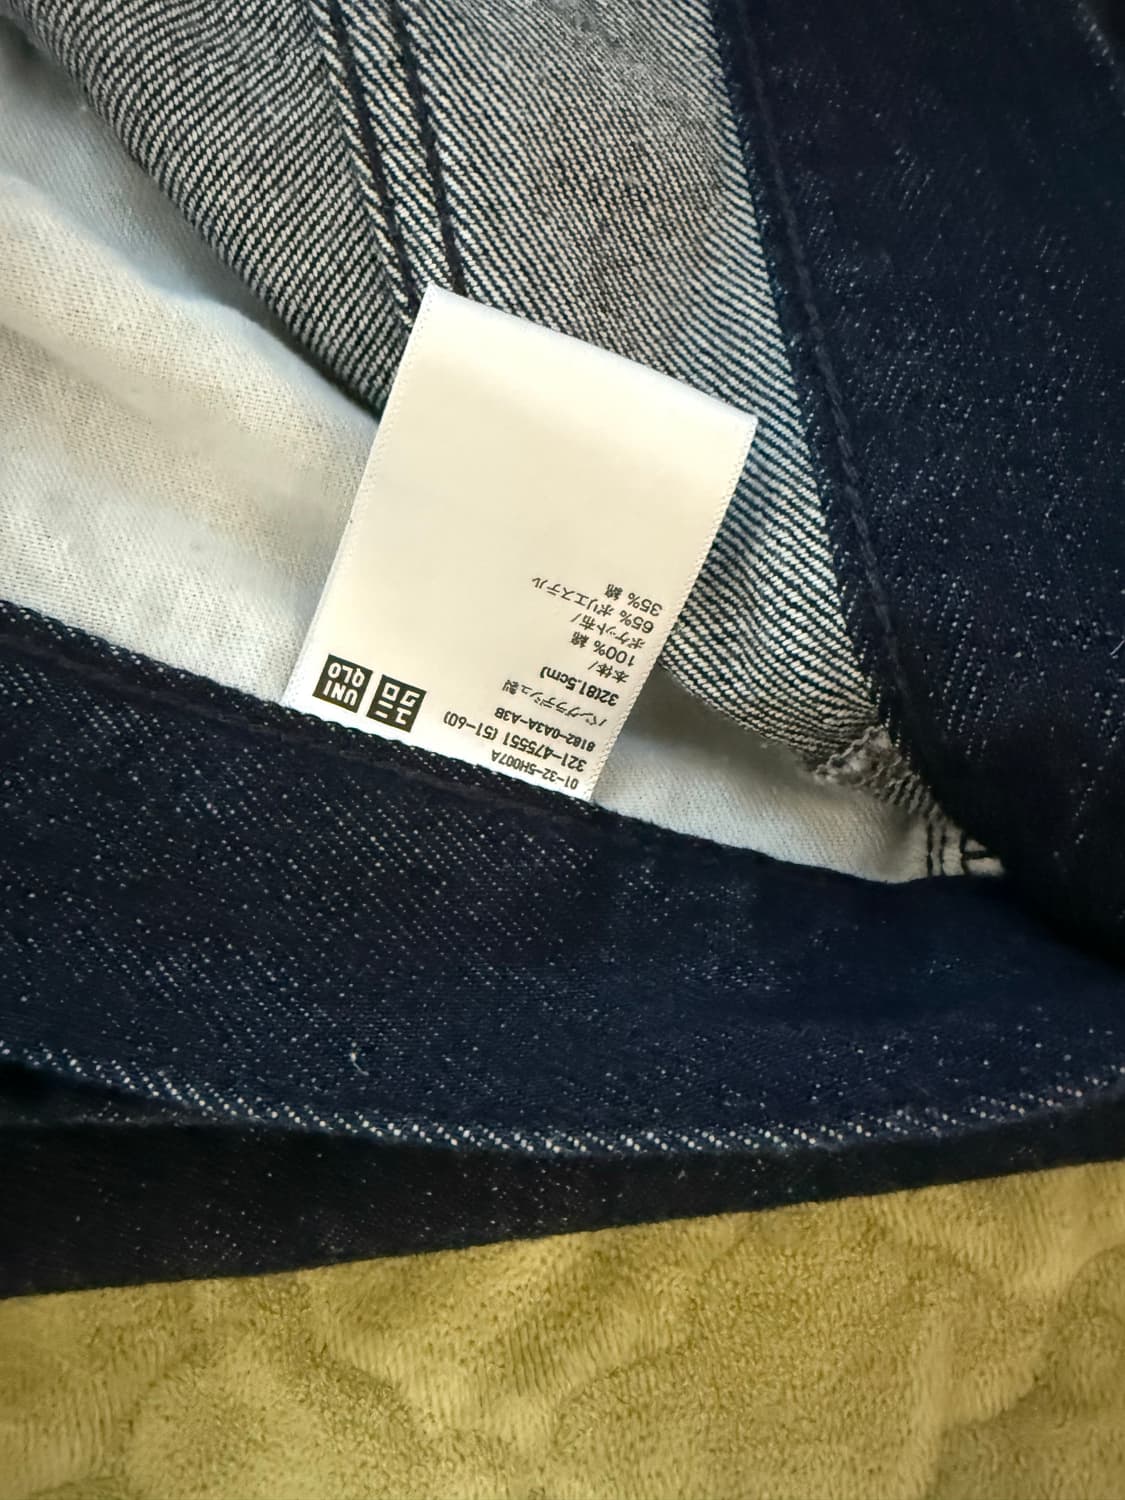 01-32-5H007A
321-475551 (51-60)
8182-0A3A-A3B
バングラデシュ製
32(81.5cm)
本体/
100% 綿
ポケット布/
65% ポリエステル
35% 綿
ユニ
クロ
UNI
QLO